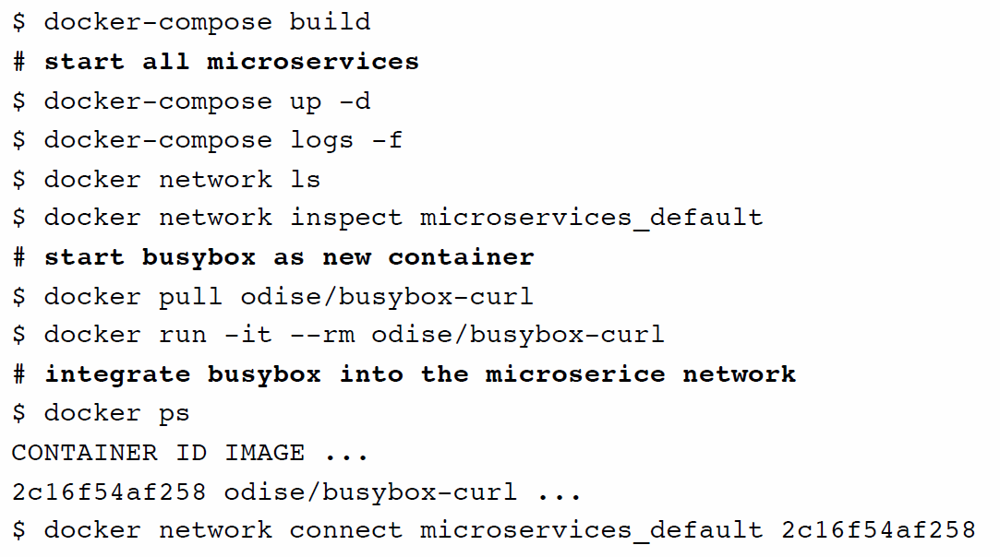 $ docker-compose build
# start all microservices
$ docker-compose up -d
$ docker-compose logs -f
$ docker network ls
$ docker network inspect microservices_default
# start busybox as new container
$ docker pull odise/busybox-curl
$ docker run -it --rm odise/busybox-curl
# integrate busybox into the microserice network
$ docker ps
CONTAINER ID IMAGE ...
2c16f54af258 odise/busybox-curl ...
$ docker network connect microservices_default 2c16f54af258